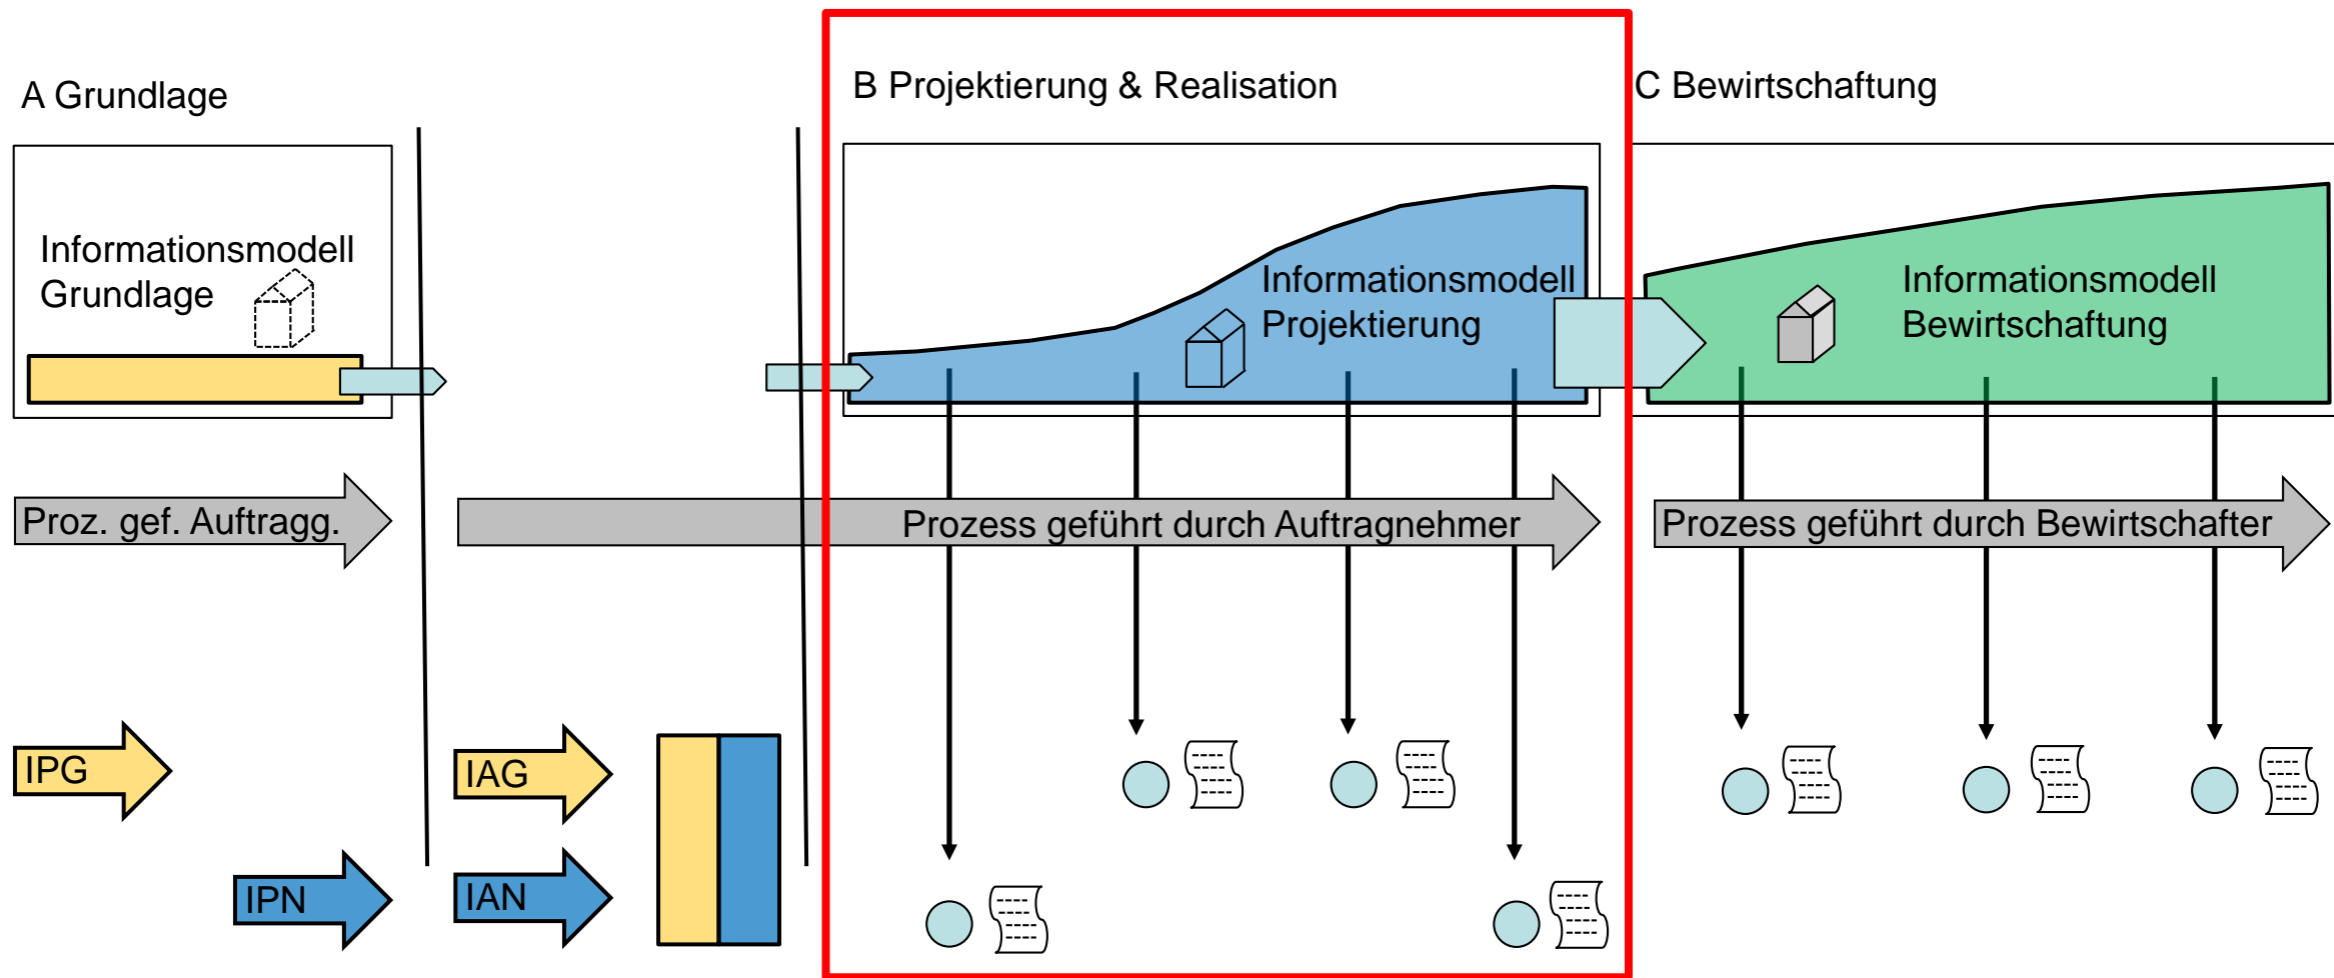 A Grundlage
B Projektierung & Realisation
C Bewirtschaftung
Informationsmodell
Grundlage
Informationsmodell
Projektierung
Informationsmodell
Bewirtschaftung
Proz. gef. Auftragg.
Prozess geführt durch Auftragnehmer
Prozess geführt durch Bewirtschafter
IPG
IAG
IPN
IAN